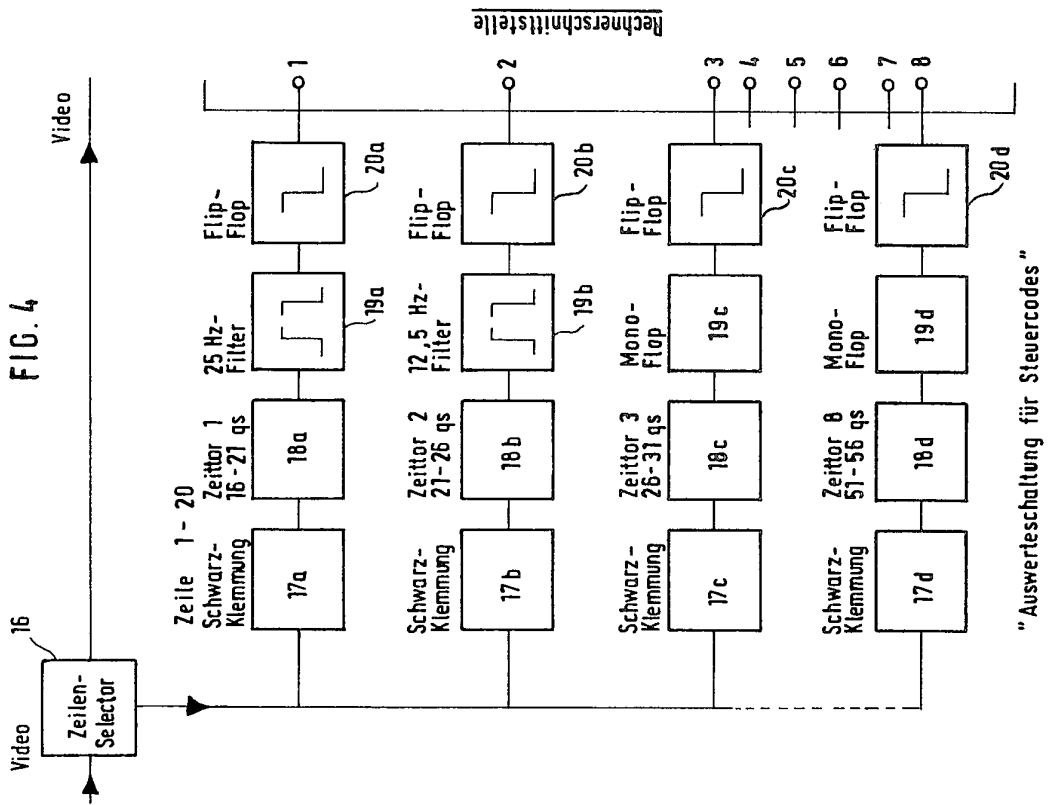 FIG. 4
Video
16
Zeilen-
Selector
Video
Zeile 1-20
Schwarz-
Klemmung
17a
Zeittor 1
16-21 qs
18a
25 Hz-
Filter
19a
Flip-
Flop
20a
1
Schwarz-
Klemmung
17b
Zeittor 2
21-26 qs
18b
12,5 Hz-
Filter
19b
Flip-
Flop
20b
2
Schwarz-
Klemmung
17c
Zeittor 3
26-31 qs
18c
Mono-
Flop
19c
Flip-
Flop
20c
3
4
5
6
7
Schwarz-
Klemmung
17d
Zeittor 8
51-56 qs
18d
Mono-
Flop
19d
Flip-
Flop
20d
8
Rechnerschnittstelle
"Auswerteschaltung für Steuercodes"